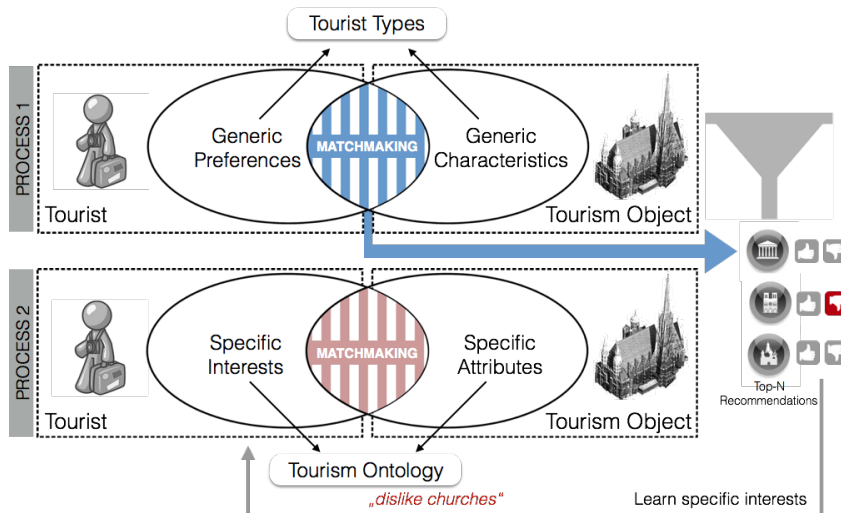 Tourist Types
PROCESS 1
Generic
Preferences
MATCHMAKING
Generic
Characteristics
Tourist
Tourism Object
PROCESS 2
Specific
Interests
MATCHMAKING
Specific
Attributes
Tourist
Tourism Object
Top-N
Recommendations
Tourism Ontology
„dislike churches“
Learn specific interests